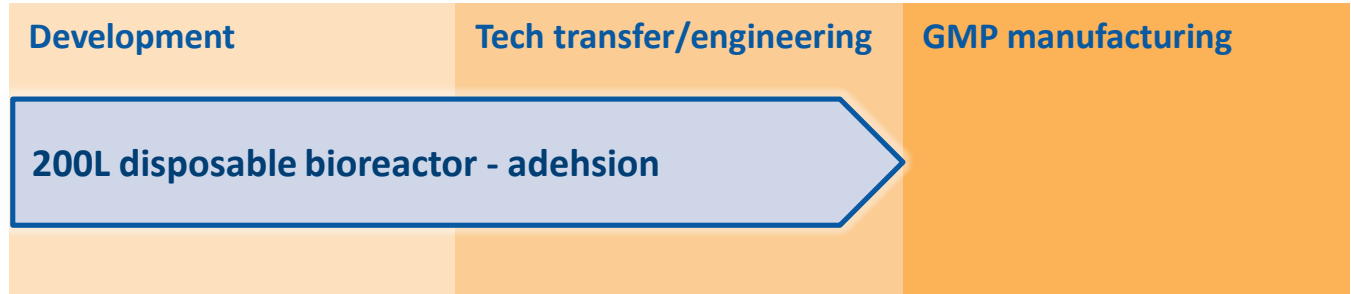 Development
Tech transfer/engineering
GMP manufacturing
200L disposable bioreactor - adehsion